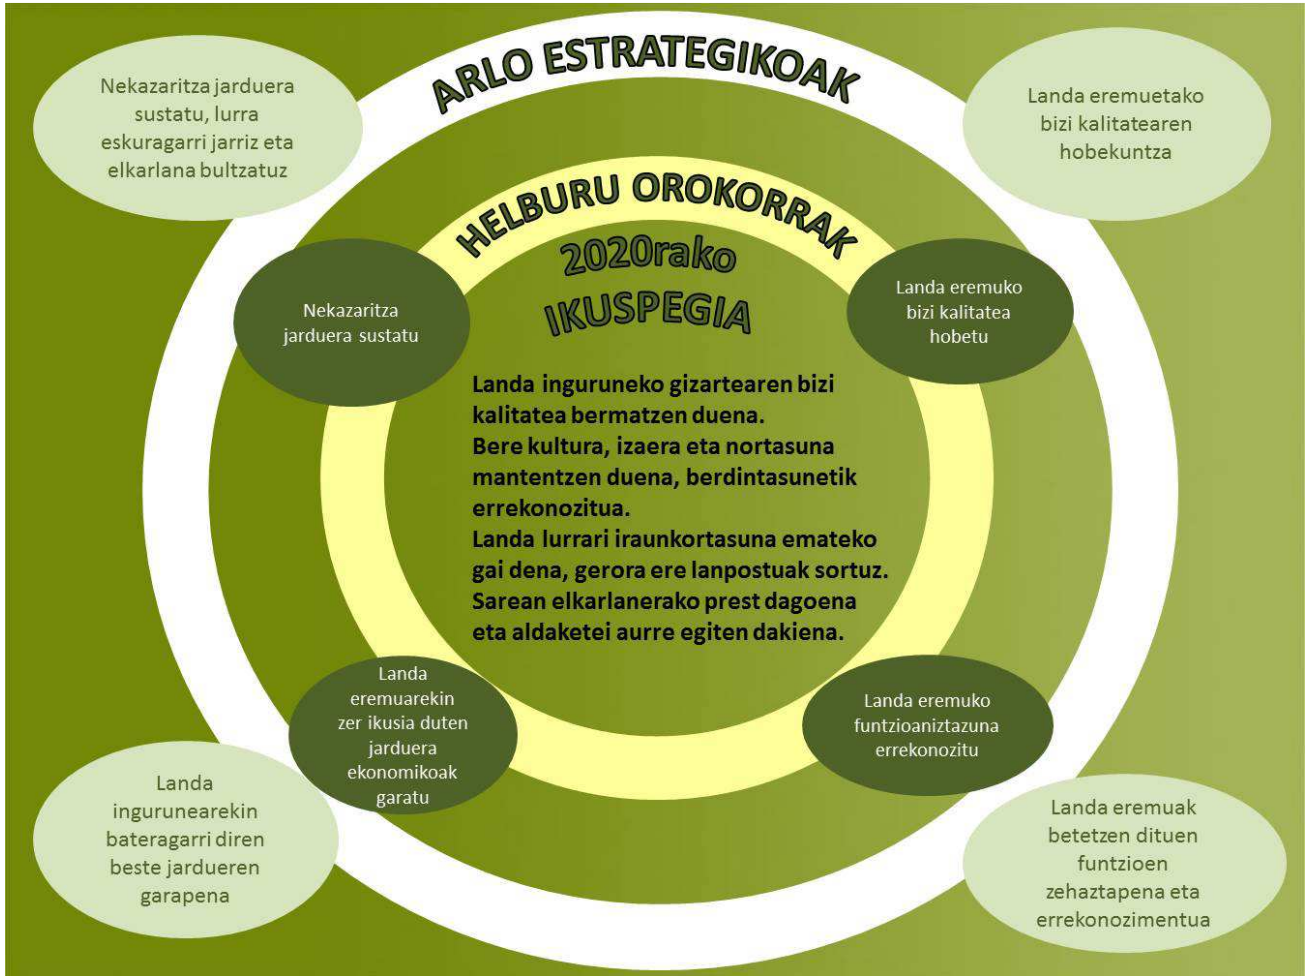 ARLO ESTRATEGIKOAK
Nekazaritza jarduera
sustatu, lurra
eskuragarri jarriz eta
elkarlana bultzatuz
Landa eremuetako
bizi kalitatearen
hobekuntza
HELBURU OROKORRAK
Nekazaritza
jarduera sustatu
Landa eremuko
bizi kalitatea
hobetu
2020rako
IKUSPEGIA
Landa inguruneko gizartearen bizi
kalitatea bermatzen duena.
Bere kultura, izaera eta nortasuna
mantentzen duena, berdintasunetik
errekonozitua.
Landa lurrari iraunkortasuna emateko
gai dena, gerora ere lanpostuak sortuz.
Sarean elkarlanerako prest dagoena
eta aldaketei aurre egiten dakiena.
Landa
eremuarekin
zer ikusia duten
jarduera
ekonomikoak
garatu
Landa eremuko
funtzioaniztazuna
errekonozitu
Landa
ingurunearekin
bateragarri diren
beste jardueren
garapena
Landa eremuak
betetzen dituen
funtzioen
zehaztapena eta
errekonozimentua